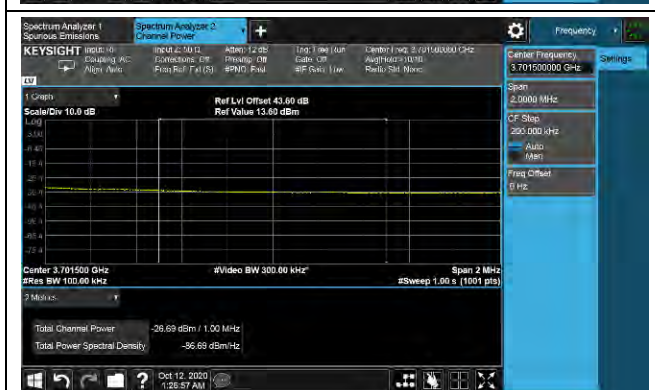 Spectrum Analyzer 1
Spurious Emissions
Spectrum Analyzer 2
Channel Power
+
Frequency
KEYSIGHT Input: RF
Coupling: AC
Align: Auto
Input Z: 50 Ω
Corrections: Off
Freq Ref: Ext (S)
Atten: 12 dB
Preamp: Off
#PNO: Fast
Trig: Free Run
Gate: Off
#IF Gain: Low
Center Freq: 3.701500000 GHz
Avg|Hold:>10/10
Radio Std: None
Center Frequency
3.701500000 GHz
Settings
Span
2.0000 MHz
CF Step
200.000 kHz
Auto
Man
Freq Offset
0 Hz
1 Graph
Scale/Div 10.0 dB
Ref Lvl Offset 43.60 dB
Ref Value 13.60 dBm
Log
3.60
-6.40
Center 3.701500 GHz
#Res BW 100.00 kHz
#Video BW 300.00 kHz*
Span 2 MHz
#Sweep 1.00 s (1001 pts)
2 Metrics
Total Channel Power -26.69 dBm / 1.00 MHz
Total Power Spectral Density -86.69 dBm/Hz
?
Oct 12, 2020
1:26:57 AM